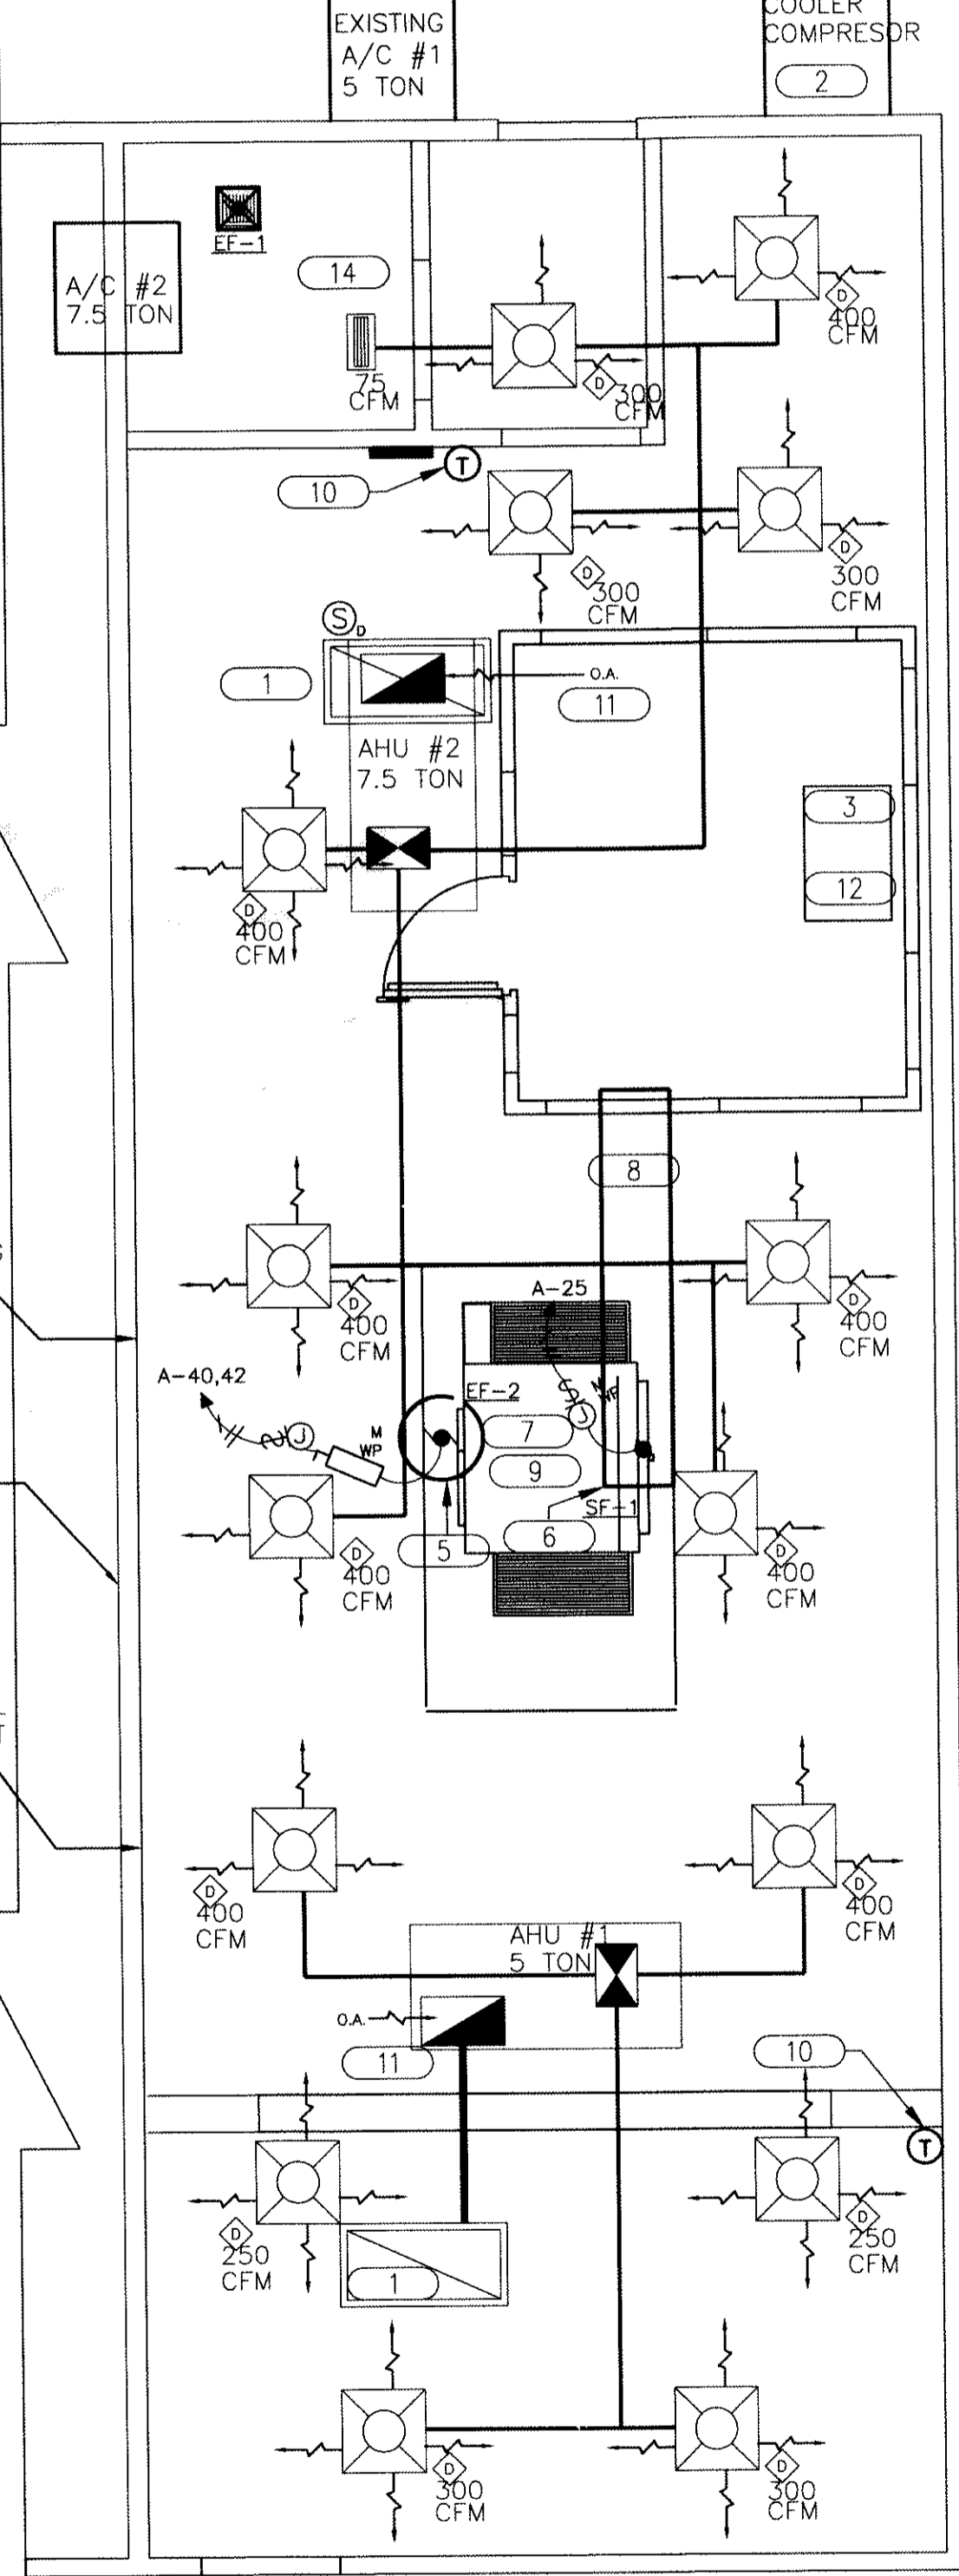 EXISTING
A/C #1
5 TON
COOLER
COMPRESOR
2
EF-1
14
A/C #2
7.5 TON
D
400
CFM
75
CFM
D
300
CFM
10
T
D
300
CFM
D
300
CFM
S
D
1
O.A.
11
AHU #2
7.5 TON
3
12
D
400
CFM
8
A-25
D
400
CFM
D
400
CFM
A-40,42
EF-2
M
WP
J
M
WP
J
7
9
SF-1
5
6
D
400
CFM
D
400
CFM
D
400
CFM
D
400
CFM
AHU #1
5 TON
O.A.
11
10
T
D
250
CFM
D
250
CFM
1
D
300
CFM
D
300
CFM